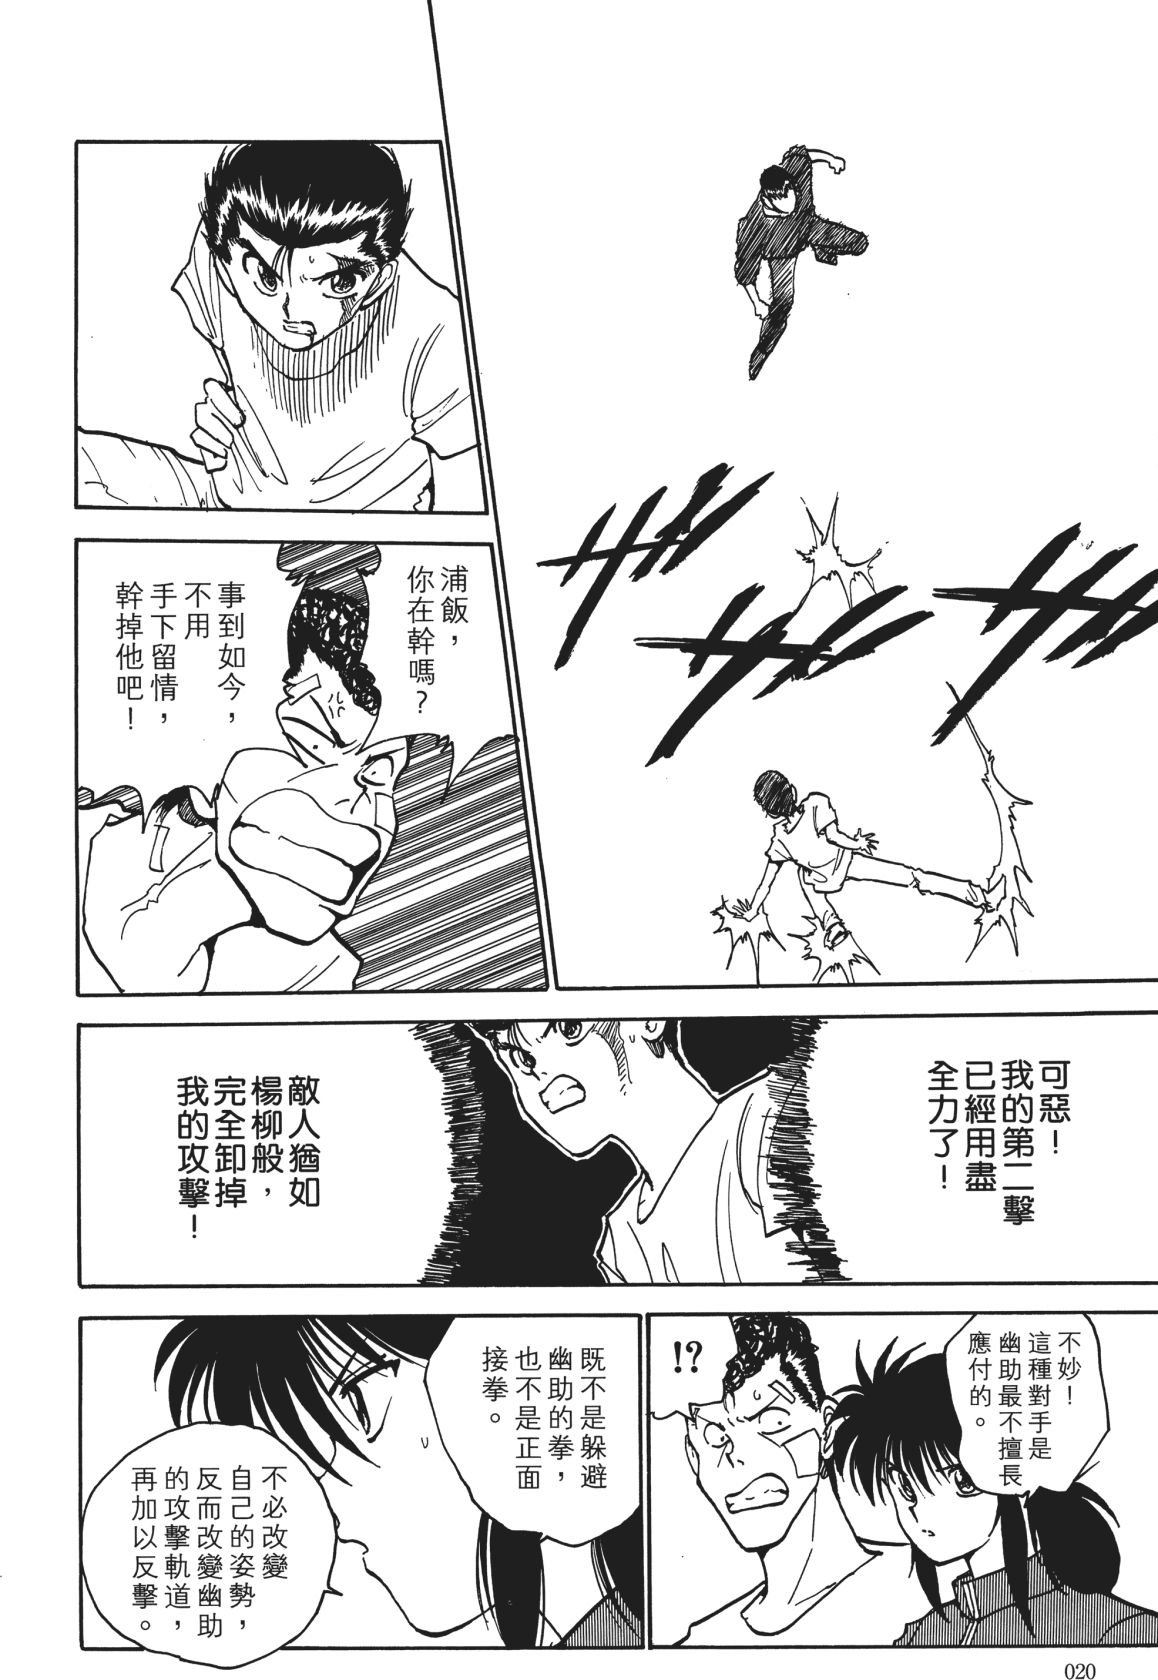 ザザザ
浦飯，
你在幹嗎？
事到如今，
不用
手下留情，
幹掉他吧！
可惡！
我的第二擊
已經用盡
全力了！
敵人猶如
楊柳般，
完全卸掉
我的攻擊！
不妙！
這種對手是
幽助最不擅長
應付的。
!?
既不是躲避
幽助的拳，
也不是正面
接拳。
不必改變
自己的姿勢，
反而改變幽助
的攻擊軌道，
再加以反擊。
020